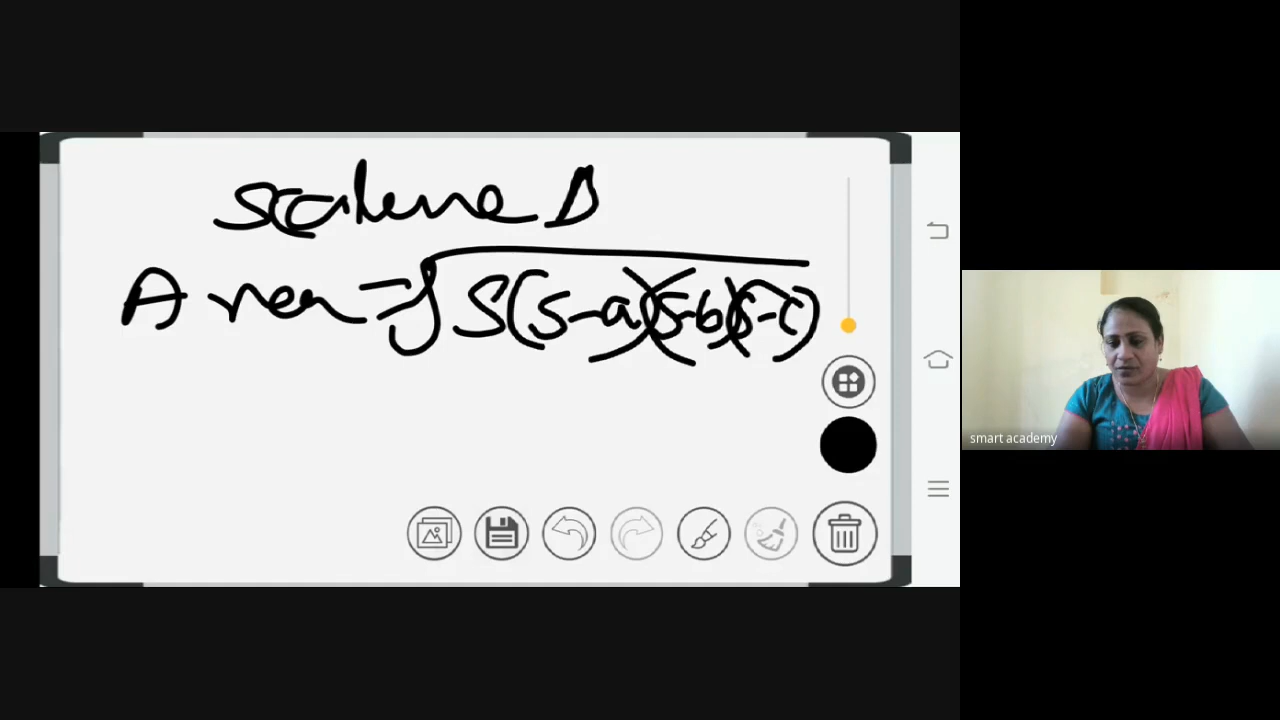 Scalene Δ
Area = √S(S-a)(S-b)(S-c)
smart academy